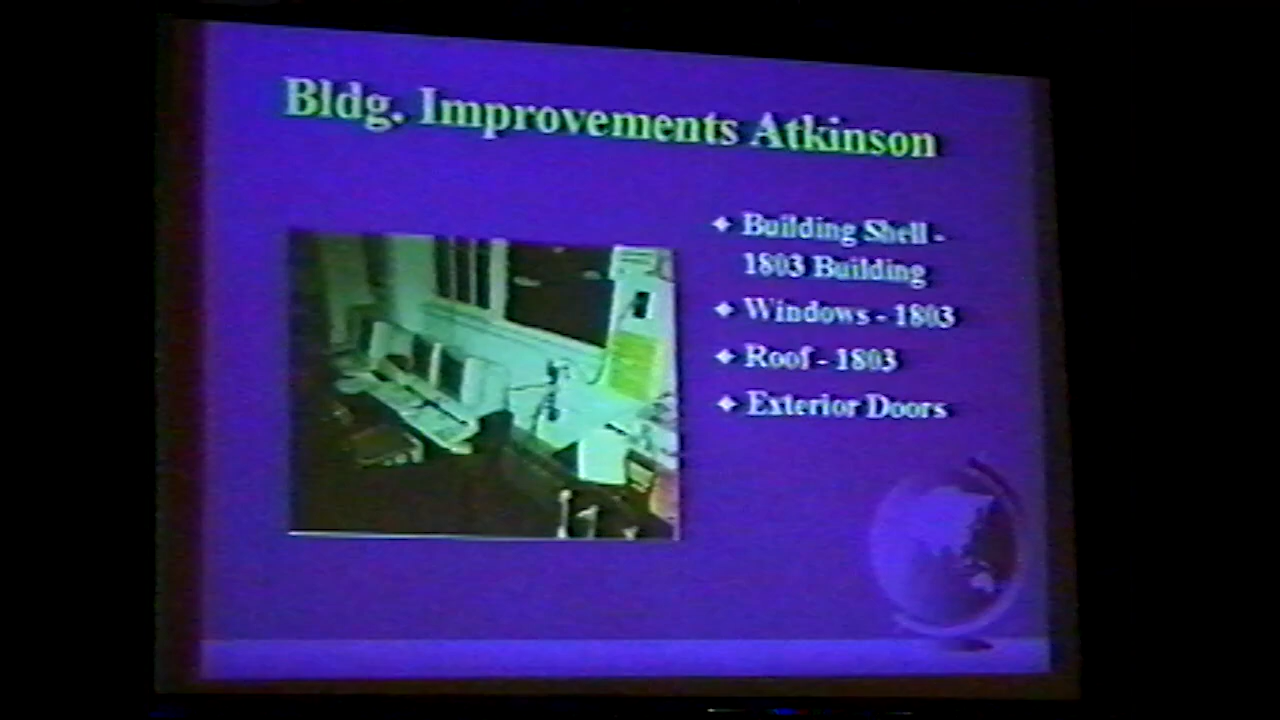 Bldg. Improvements Atkinson
Building Shell -
1803 Building
Windows - 1803
Roof - 1803
Exterior Doors